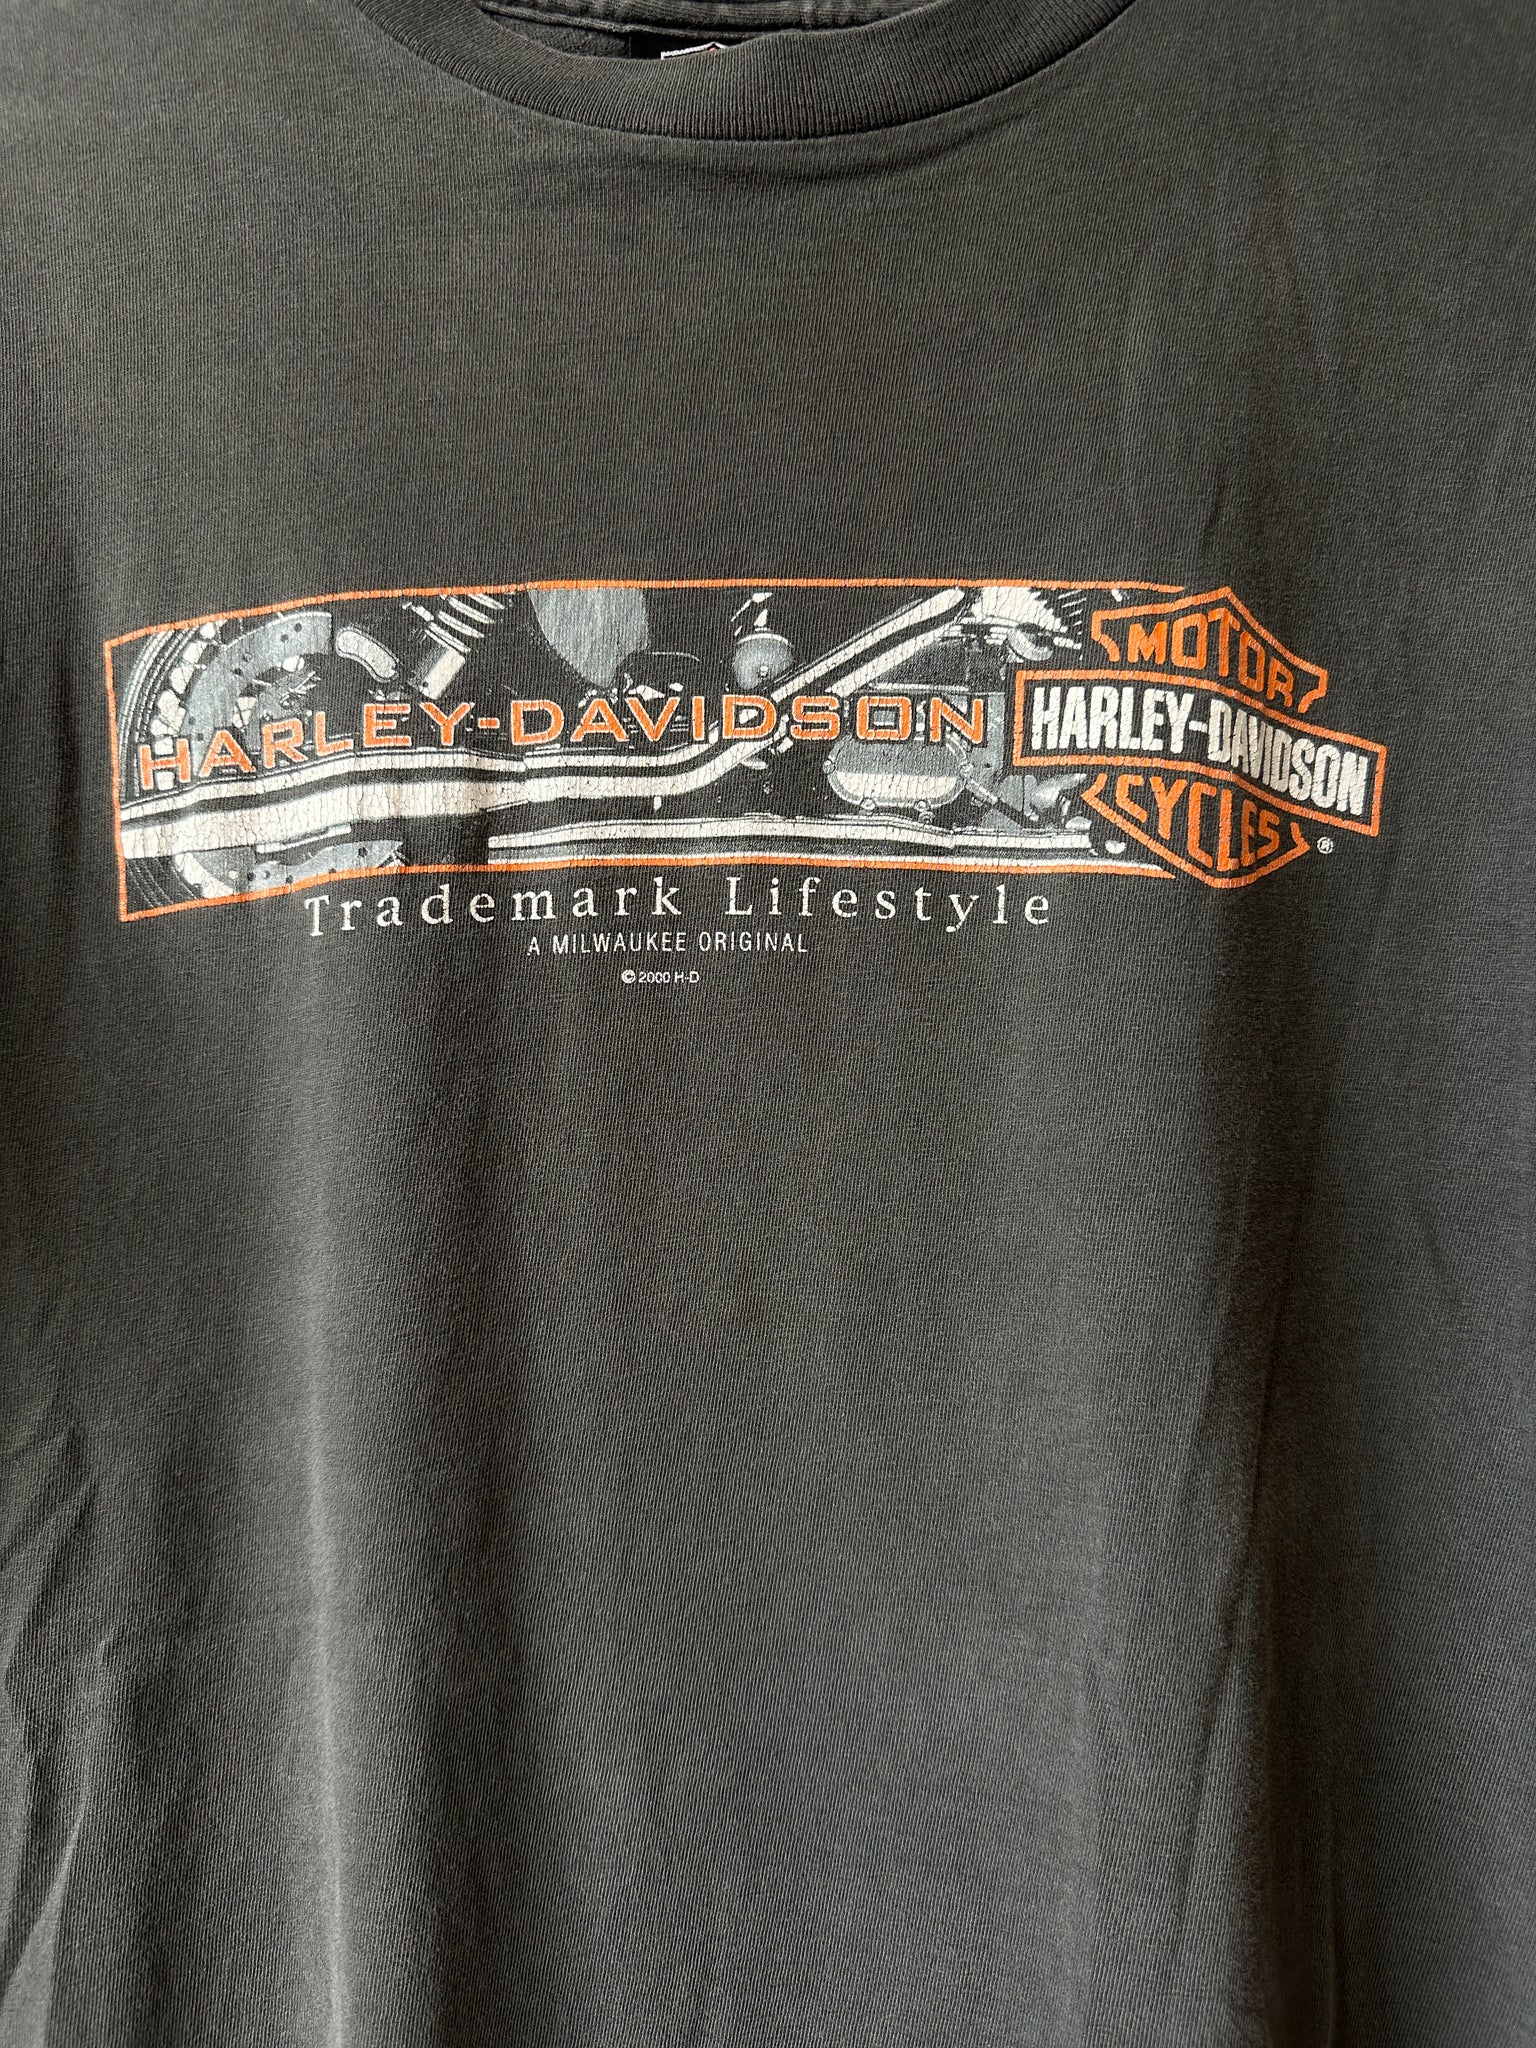 HARLEY-DAVIDSON
MOTOR
HARLEY-DAVIDSON
CYCLES
®
Trademark Lifestyle
A MILWAUKEE ORIGINAL
© 2000 H-D